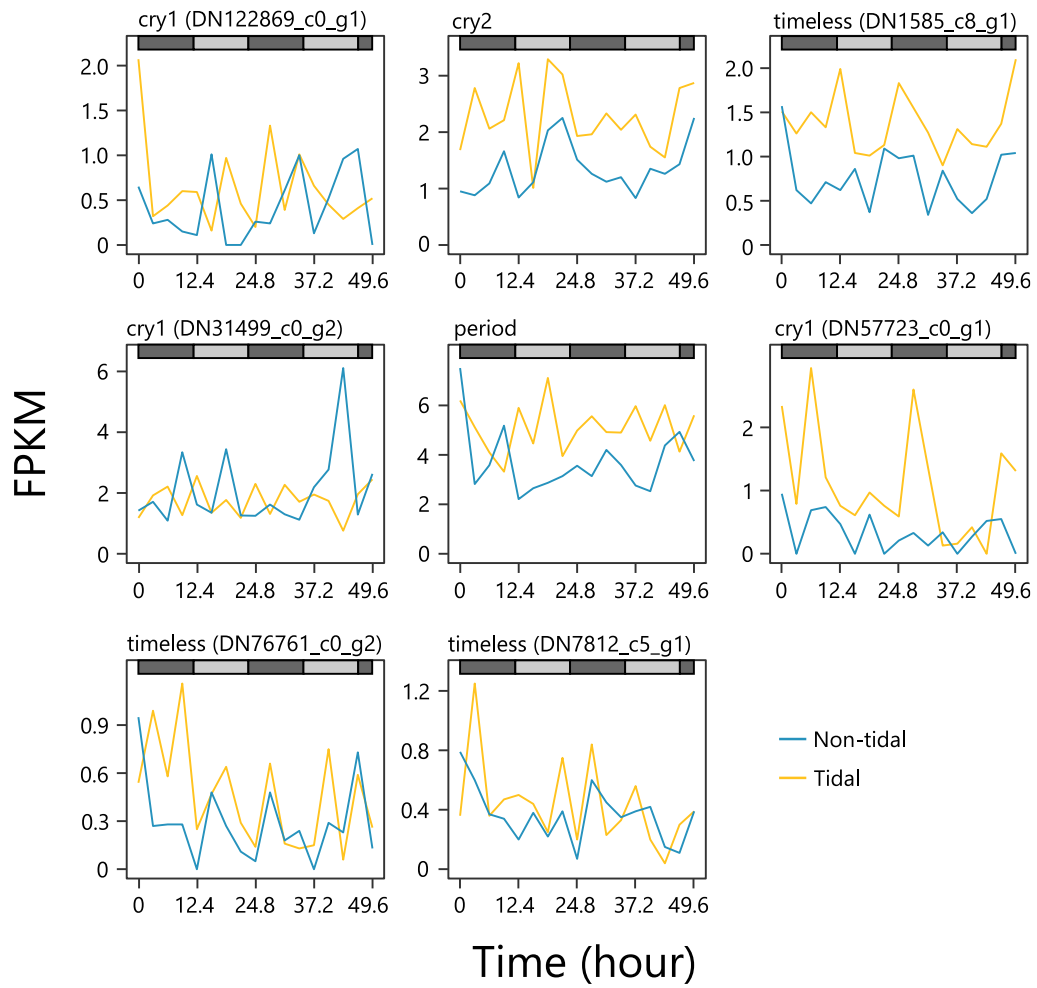 cry1 (DN122869_c0_g1)
2.0
1.5
1.0
0.5
0
0 12.4 24.8 37.2 49.6
cry2
3
2
1
0
0 12.4 24.8 37.2 49.6
timeless (DN1585_c8_g1)
2.0
1.5
1.0
0.5
0
0 12.4 24.8 37.2 49.6
cry1 (DN31499_c0_g2)
6
4
2
0
0 12.4 24.8 37.2 49.6
period
6
4
2
0
0 12.4 24.8 37.2 49.6
cry1 (DN57723_c0_g1)
2
1
0
0 12.4 24.8 37.2 49.6
timeless (DN76761_c0_g2)
0.9
0.6
0.3
0
0 12.4 24.8 37.2 49.6
timeless (DN7812_c5_g1)
1.2
0.8
0.4
0
0 12.4 24.8 37.2 49.6
Non-tidal
Tidal
FPKM
Time (hour)